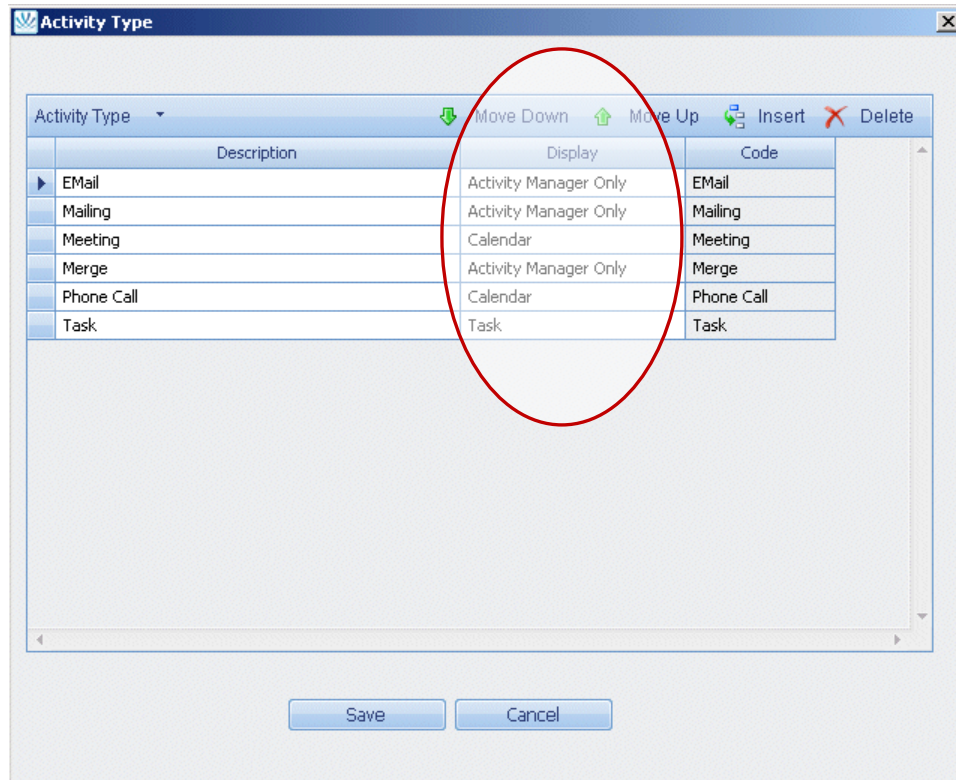 Activity Type
Activity Type Move Down Move Up Insert Delete
Description Display Code
EMail Activity Manager Only EMail
Mailing Activity Manager Only Mailing
Meeting Calendar Meeting
Merge Activity Manager Only Merge
Phone Call Calendar Phone Call
Task Task Task
Save Cancel